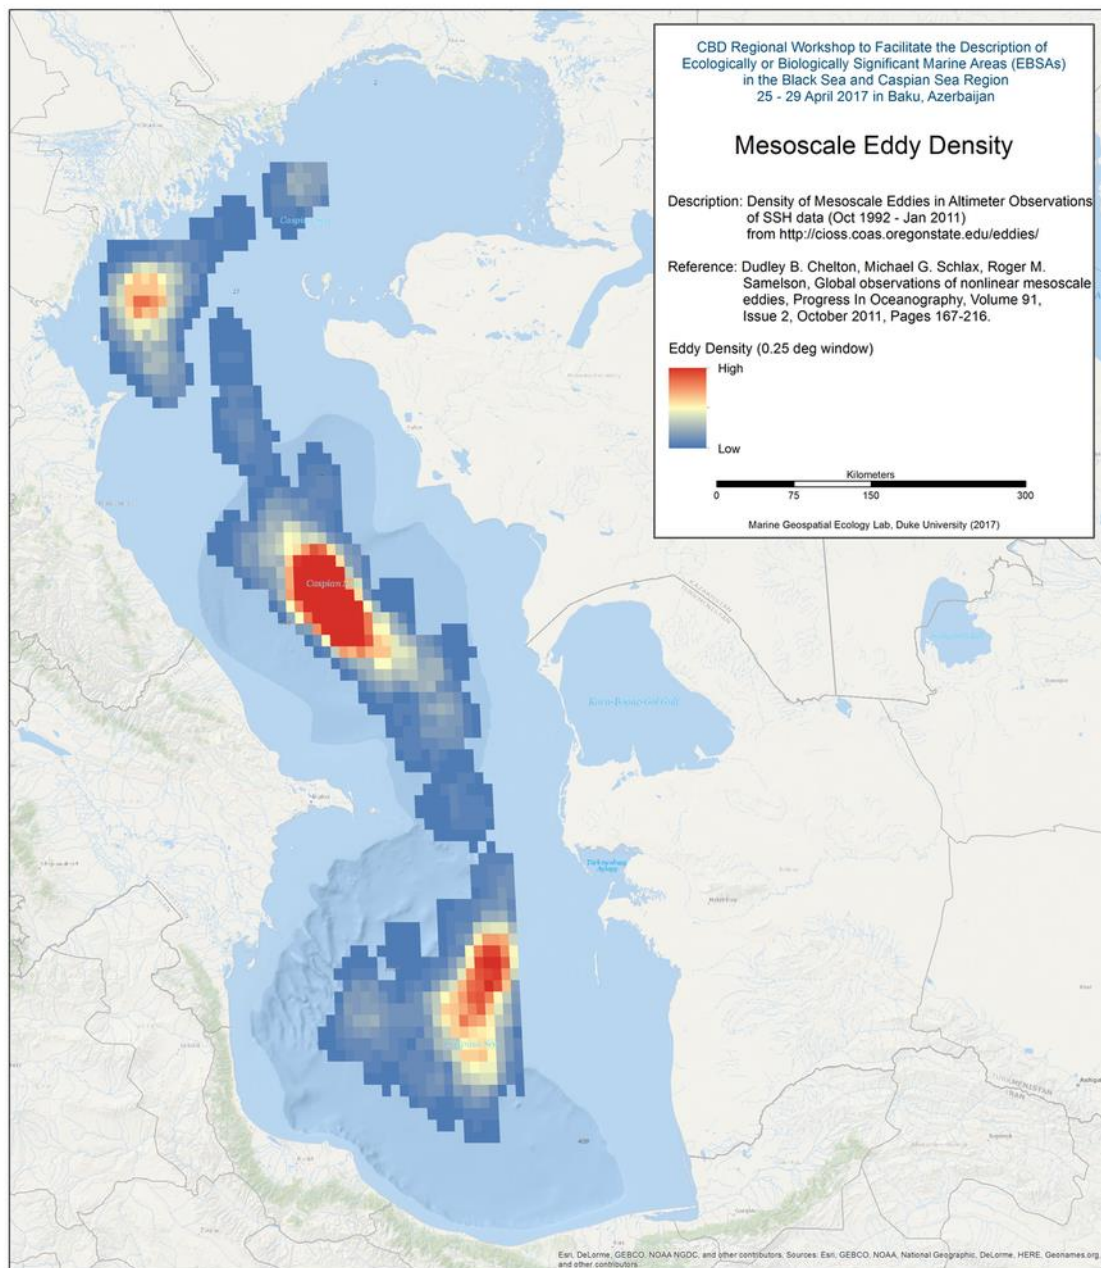 CBD Regional Workshop to Facilitate the Description of
Ecologically or Biologically Significant Marine Areas (EBSAs)
in the Black Sea and Caspian Sea Region
25 - 29 April 2017 in Baku, Azerbaijan
Mesoscale Eddy Density
Description: Density of Mesoscale Eddies in Altimeter Observations
of SSH data (Oct 1992 - Jan 2011)
from http://cioss.coas.oregonstate.edu/eddies/
Reference: Dudley B. Chelton, Michael G. Schlax, Roger M.
Samelson, Global observations of nonlinear mesoscale
eddies, Progress In Oceanography, Volume 91,
Issue 2, October 2011, Pages 167-216.
Eddy Density (0.25 deg window)
High
Low
Kilometers
0 75 150 300
Marine Geospatial Ecology Lab, Duke University (2017)
Caspian
KAZAKHSTAN
TURKMENISTAN
IRAN
Esri, DeLorme, GEBCO, NOAA NGDC, and other contributors. Sources: Esri, GEBCO, NOAA, National Geographic, DeLorme, HERE, Geonames.org,
and other contributors